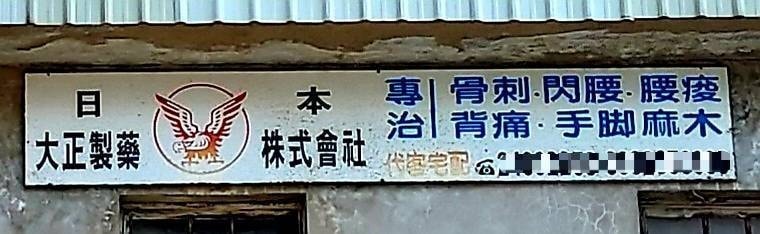 日本
大正製藥 株式會社
專治
骨刺·閃腰·腰痠
背痛·手脚麻木
代客宅配 ☎